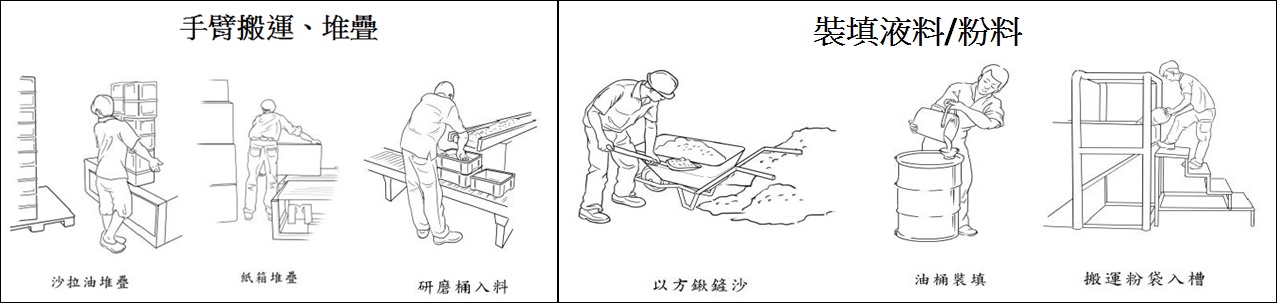 手臂搬運、堆疊
沙拉油堆疊
紙箱堆疊
研磨桶入料
裝填液料/粉料
以方鍬鏟沙
油桶裝填
搬運粉袋入槽